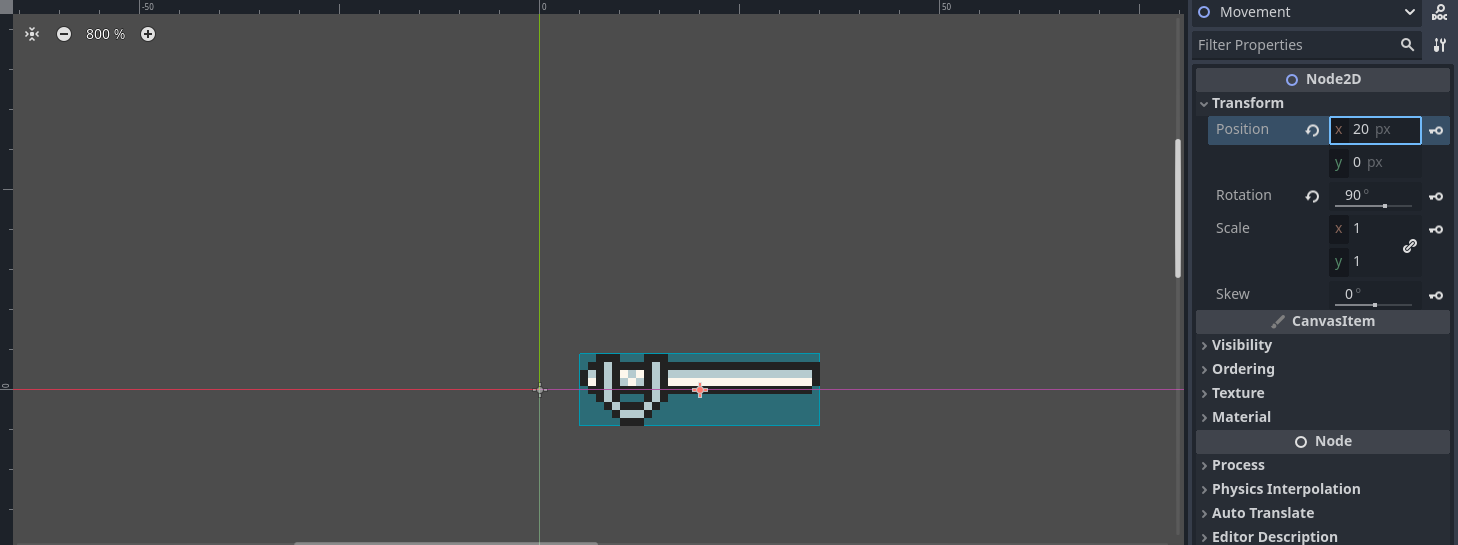 -50
0
50
800 %
0
Movement
DOC
Filter Properties
Node2D
Transform
Position
x 20 px
y 0 px
Rotation
90 °
Scale
x 1
y 1
Skew
0 °
CanvasItem
Visibility
Ordering
Texture
Material
Node
Process
Physics Interpolation
Auto Translate
Editor Description